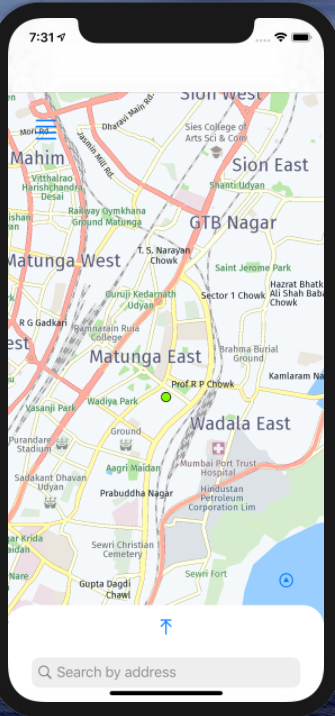 7:31
Sion West
Dharavi Main Rd.
Mori Rd.
Sies College of
Arts Sci & Com
Jasmin Mill Rd.
Mahim
Sion East
Vitthalrao
Harishchandra
Desai
Shanti Udyan
Railway Oymkhana
Ground Matunga
GTB Nagar
T. S. Narayan
Chowk
Matunga West
Saint Jerome Park
Hazrat Bhatk
Ali Shah Baba
Chowk
Guruji Kedarnath
Udyan
Sector 1 Chowk
R G Gadkari
Ramnarain Ruia
College
est
Matunga East
Brahma Burial
Ground
Kamlaram Na
Prof R P Chowk
Vasanji Park
Wadiya Park
Wadala East
Purandare
Stadium
Ground
Mumbai Port Trust
Hospital
Aagri Maidan
Sadakant Dhavan
Udyan
Prabuddha Nagar
Hindustan
Petroleum
Corporation Lim
ar Krida
aidan
Sewri Christian
Cemetery
Nare
Sewri Fort
Gupta Dagdi
Chawl
Search by address